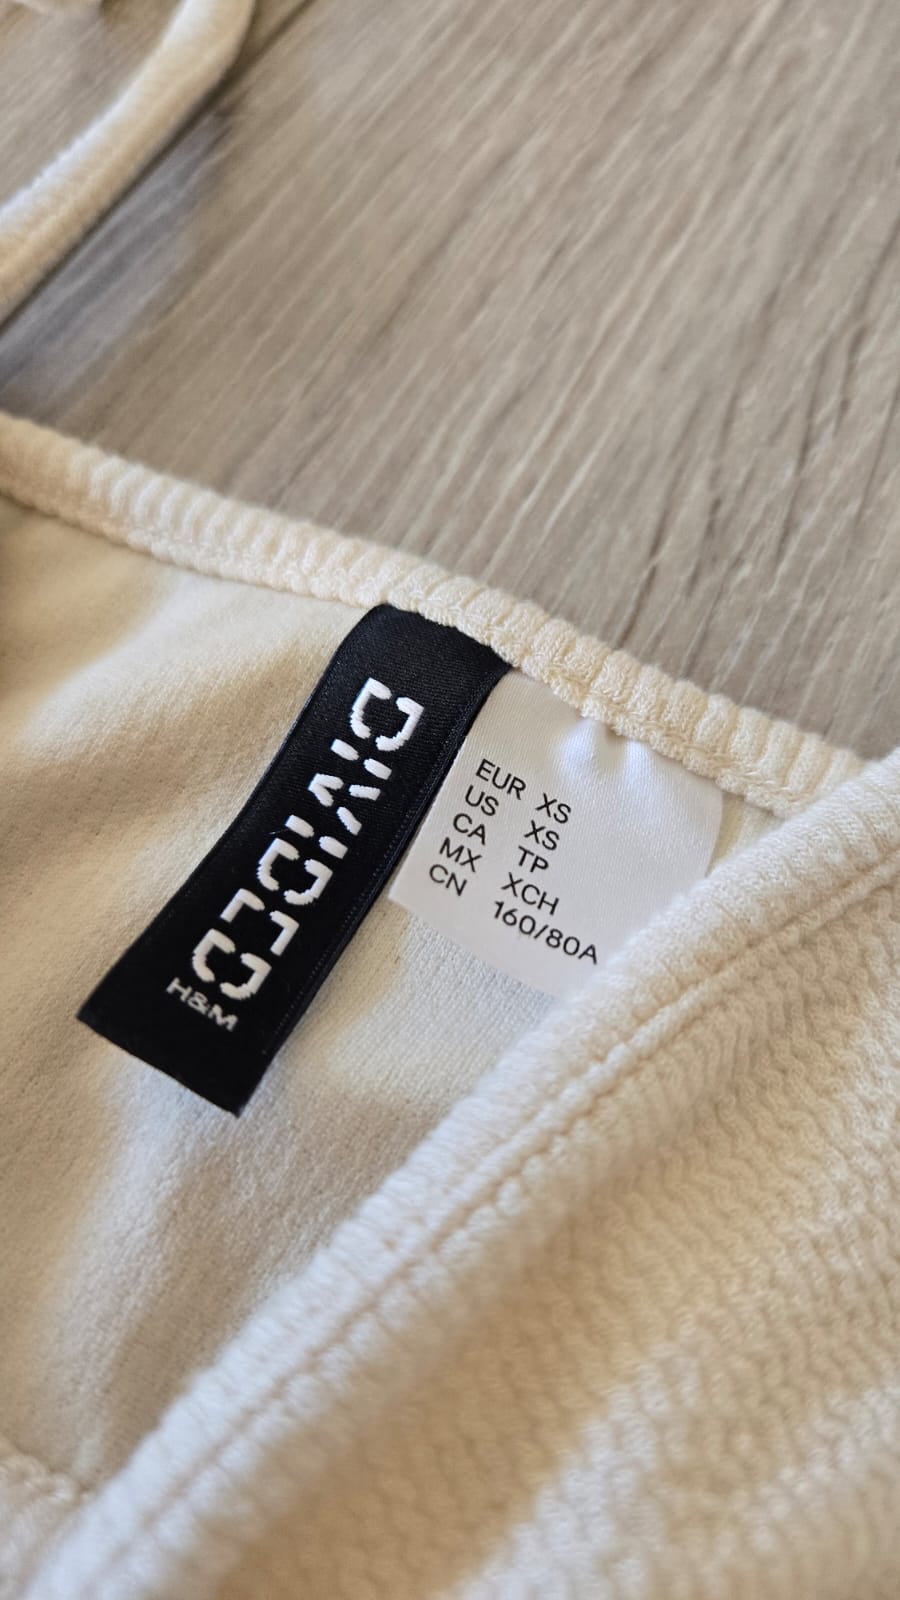 DIVIDED
H&M
EUR XS
US XS
CA TP
MX XCH
CN 160/80A